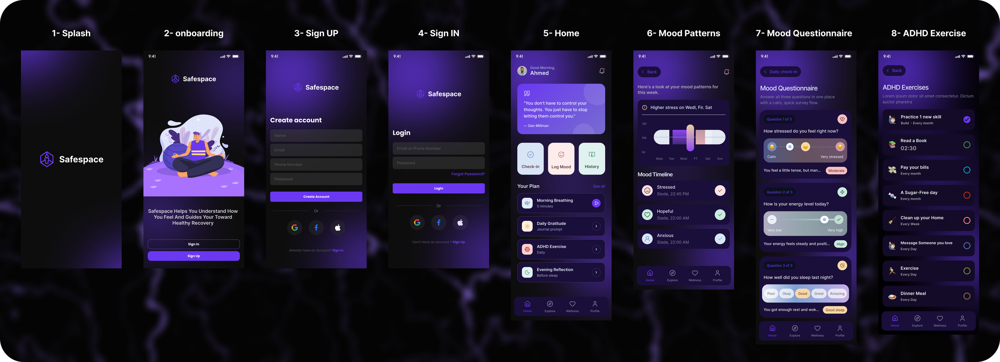 1- Splash
Safespace
2- onboarding
9:41
Safespace
Safespace Helps You Understand How
You Feel And Guides Your Toward
Healthy Recovery
Sign In
Sign Up
3- Sign UP
9:41
Safespace
Create account
Name
Email
Phone Number
Password
Create Account
Or
Already have an Account? Sign in
4- Sign IN
9:41
Safespace
Login
Email or Phone Number
Password
Forgot Password?
Login
Or
Don't Have an account ? Sign Up
5- Home
9:41
Good Morning,
Ahmed
"You don't have to control your
thoughts. You just have to stop
letting them control you."
— Dan Millman
Check-in
Log Mood
History
Your Plan
See all
Morning Breathing
5 minutes
Daily Gratitude
Journal prompt
ADHD Exercise
Daily
Evening Reflection
Before sleep
Home
Explore
Wellness
Profile
6- Mood Patterns
9:41
Back
Here's a look at your mood patterns for
this week.
Higher stress on Wedl, Fir. Sat
3M
5M
kp
Wate
Yoe
Woid
FT
Gat
Son
Mood Timeline
Stressed
Stode, 22:45 PM
Hopeful
Stade, 22:00 AM
Anxious
Stade, 22:00 AM
Home
Explore
Wellness
Profile
7- Mood Questionnaire
9:41
Daily check-in
Mood Questionnaire
Answer all three questions in one place
with a calm, quick survey flow.
Question 1 of 3
How stressed do you feel right now?
Calm
Very stressed
You feel a little tense, but man...
Moderate
Question 2 of 3
How is your energy level today?
Very low
Very high
Your energy feels steady and positi...
High
Question 3 of 3
How well did you sleep last night?
Poor
Okay
Good
Great
Amazing
You got enough rest and wok...
Good sleep
Home
Explore
Wellness
Profile
8- ADHD Exercise
9:41
Back
ADHD Exercises
Lorem ipsum dolor sit amet consectetur. Dictum
auctor pharetra
Practice 1 new skill
Build - Every month
Read a Book
02:30
Pay your bills
Every month
A Sugar-Free day
Every month
Clean up your Home
Every Week
Message Someone you love
Every Day
Exercise
Every Day
Dinner Meal
Every Day
Home
Explore
Wellness
Profile